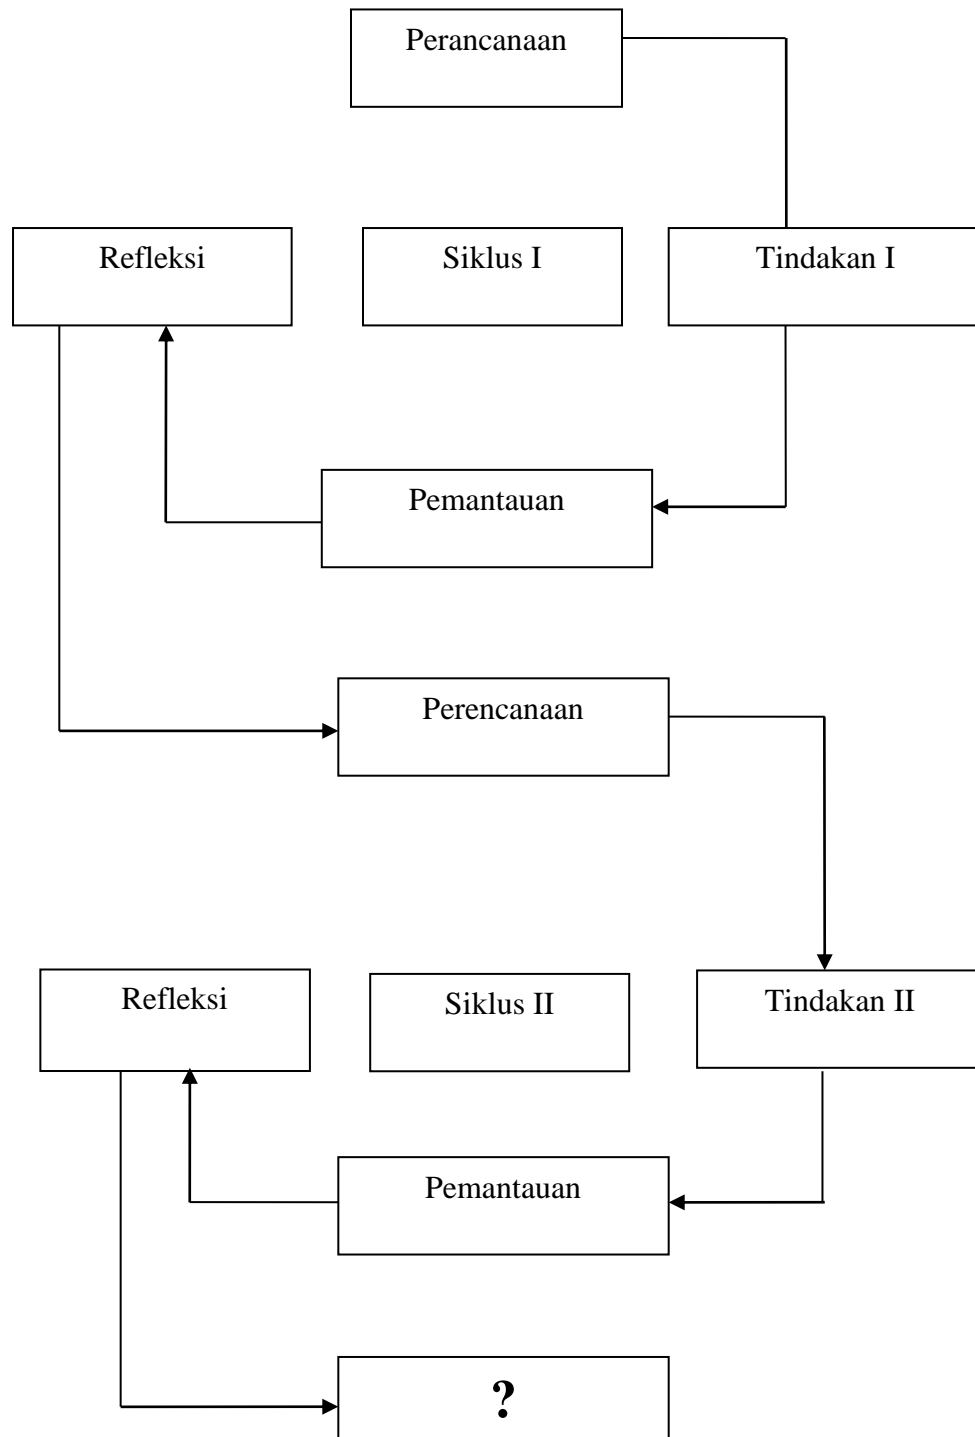 Perancanaan
Refleksi
Siklus I
Tindakan I
Pemantauan
Perencanaan
Refleksi
Siklus II
Tindakan II
Pemantauan
?